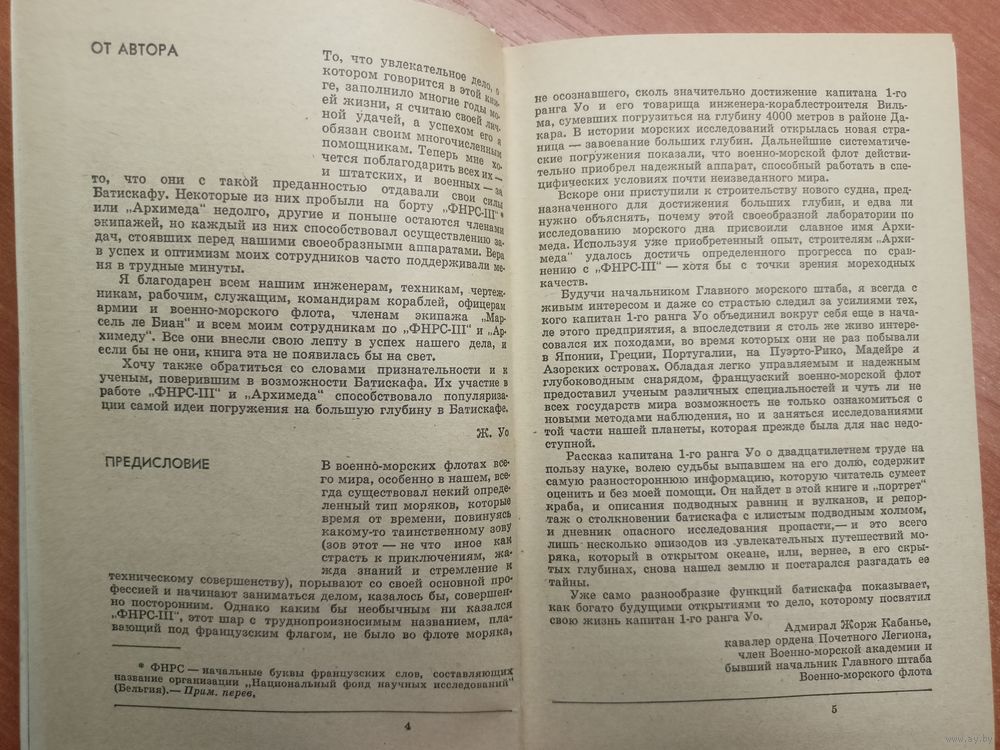 ОТ АВТОРА
То, что увлекательное дело, о
котором говорится в этой кни-
ге, заполнило многие годы мо-
ей жизни, я считаю своей лич-
ной удачей, а успехом его я
обязан своим многочисленным
помощникам. Теперь мне хо-
чется поблагодарить всех их —
и штатских, и военных — за
то, что они с такой преданностью отдавали свои силы
Батискафу. Некоторые из них пробыли на борту „ФНРС-III" *
или „Архимеда" недолго, другие и поныне остаются членами
экипажей, но каждый из них способствовал осуществлению за-
дач, стоявших перед нашими своеобразными аппаратами. Вера
в успех и оптимизм моих сотрудников часто поддерживали ме-
ня в трудные минуты.
Я благодарен всем нашим инженерам, техникам, чертеж-
никам, рабочим, служащим, командирам кораблей, офицерам
армии и военно-морского флота, членам экипажа „Мар-
сель ле Биан" и всем моим сотрудникам по „ФНРС-III" и „Ар-
химеду". Все они внесли свою лепту в успех нашего дела, и
если бы не они, книга эта не появилась бы на свет.
Хочу также обратиться со словами признательности и к
ученым, поверившим в возможности Батискафа. Их участие в
работе „ФНРС-III" и „Архимеда" способствовало популяриза-
ции самой идеи погружения на большую глубину в Батискафе.
Ж. Уо
ПРЕДИСЛОВИЕ
В военно-морских флотах все-
го мира, особенно в нашем, все-
гда существовал некий опреде-
ленный тип моряков, которые
время от времени, повинуясь
какому-то таинственному зову
(зов этот — не что иное как
страсть к приключениям, жа-
жда знаний и стремление к
техническому совершенству), порывают со своей основной про-
фессией и начинают заниматься делом, казалось бы, совершен-
но посторонним. Однако каким бы необычным ни казался
„ФНРС-III", этот шар с труднопроизносимым названием, пла-
вающий под французским флагом, не было во флоте моряка,
* ФНРС — начальные буквы французских слов, составляющих
название организации „Национальный фонд научных исследований"
(Бельгия).— Прим. перев.
4
не осознавшего, сколь значительно достижение капитана 1-го
ранга Уо и его товарища инженера-кораблестроителя Виль-
ма, сумевших погрузиться на глубину 4000 метров в районе Да-
кара. В истории морских исследований открылась новая стра-
ница — завоевание больших глубин. Дальнейшие систематиче-
ские погружения показали, что военно-морской флот действи-
тельно приобрел надежный аппарат, способный работать в спе-
цифических условиях почти неизведанного мира.
Вскоре они приступили к строительству нового судна, пред-
назначенного для достижения больших глубин, и едва ли
нужно объяснять, почему этой своеобразной лаборатории по
исследованию морского дна присвоили славное имя Архи-
меда. Используя уже приобретенный опыт, строителям „Архи-
меда" удалось достичь определенного прогресса по срав-
нению с „ФНРС-III" — хотя бы с точки зрения мореходных
качеств.
Будучи начальником Главного морского штаба, я всегда с
живым интересом и даже со страстью следил за усилиями тех,
кого капитан 1-го ранга Уо объединил вокруг себя еще в нача-
ле этого предприятия, а впоследствии я столь же живо интере-
совался их походами, во время которых они не раз побывали
в Японии, Греции, Португалии, на Пуэрто-Рико, Мадейре и
Азорских островах. Обладая легко управляемым и надежным
глубоководным снарядом, французский военно-морской флот
предоставил ученым различных специальностей и чуть ли не
всех государств мира возможность не только ознакомиться с
новыми методами наблюдения, но и заняться исследованиями
той части нашей планеты, которая прежде была для нас недо-
ступной.
Рассказ капитана 1-го ранга Уо о двадцатилетнем труде на
пользу науке, волею судьбы выпавшем на его долю, содержит
самую разностороннюю информацию, которую читатель сумеет
оценить и без моей помощи. Он найдет в этой книге и „портрет"
краба, и описания подводных равнин и вулканов, и репор-
таж о столкновении батискафа с илистым подводным холмом,
и дневник опасного исследования пропасти,— и это всего
лишь несколько эпизодов из увлекательных путешествий мо-
ряка, который в открытом океане, или, вернее, в его скры-
тых глубинах, снова нашел землю и постарался разгадать ее
тайны.
Уже само разнообразие функций батискафа показывает,
как богато будущими открытиями то дело, которому посвятил
свою жизнь капитан 1-го ранга Уо.
Адмирал Жорж Кабанье,
кавалер ордена Почетного Легиона,
член Военно-морской академии и
бывший начальник Главного штаба
Военно-морского флота
5
www.ay.by